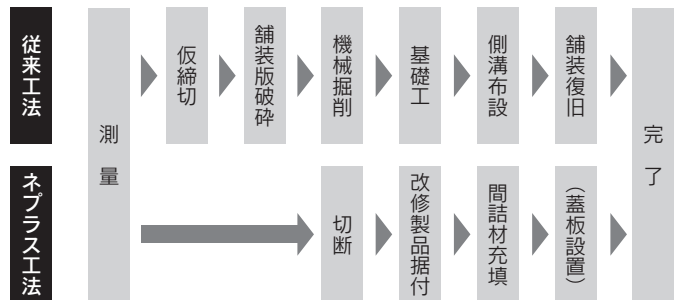 従来工法
測量
仮締切
舗装版破砕
機械掘削
基礎工
側溝布設
舗装復旧
完了
ネプラス工法
切断
改修製品据付
間詰材充填
（蓋板設置）